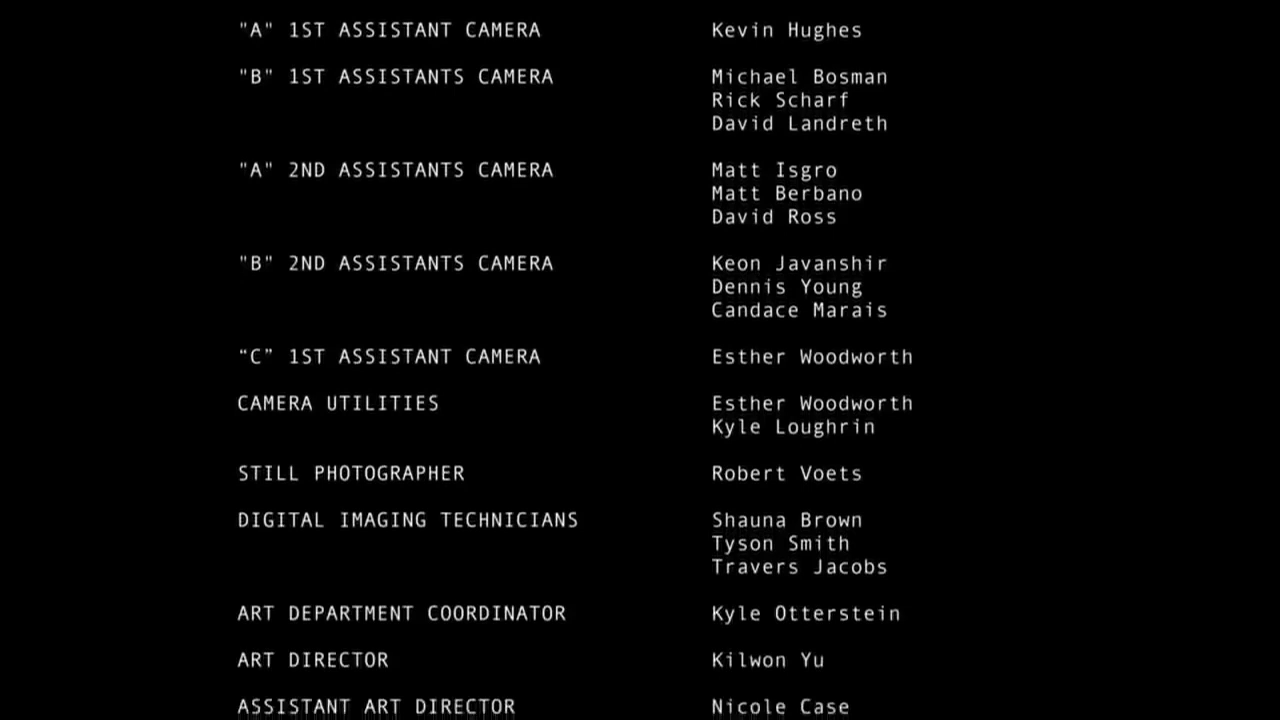 "A" 1ST ASSISTANT CAMERA Kevin Hughes
"B" 1ST ASSISTANTS CAMERA Michael Bosman
Rick Scharf
David Landreth
"A" 2ND ASSISTANTS CAMERA Matt Isgro
Matt Berbano
David Ross
"B" 2ND ASSISTANTS CAMERA Keon Javanshir
Dennis Young
Candace Marais
“C” 1ST ASSISTANT CAMERA Esther Woodworth
CAMERA UTILITIES Esther Woodworth
Kyle Loughrin
STILL PHOTOGRAPHER Robert Voets
DIGITAL IMAGING TECHNICIANS Shauna Brown
Tyson Smith
Travers Jacobs
ART DEPARTMENT COORDINATOR Kyle Otterstein
ART DIRECTOR Kilwon Yu
ASSISTANT ART DIRECTOR Nicole Case